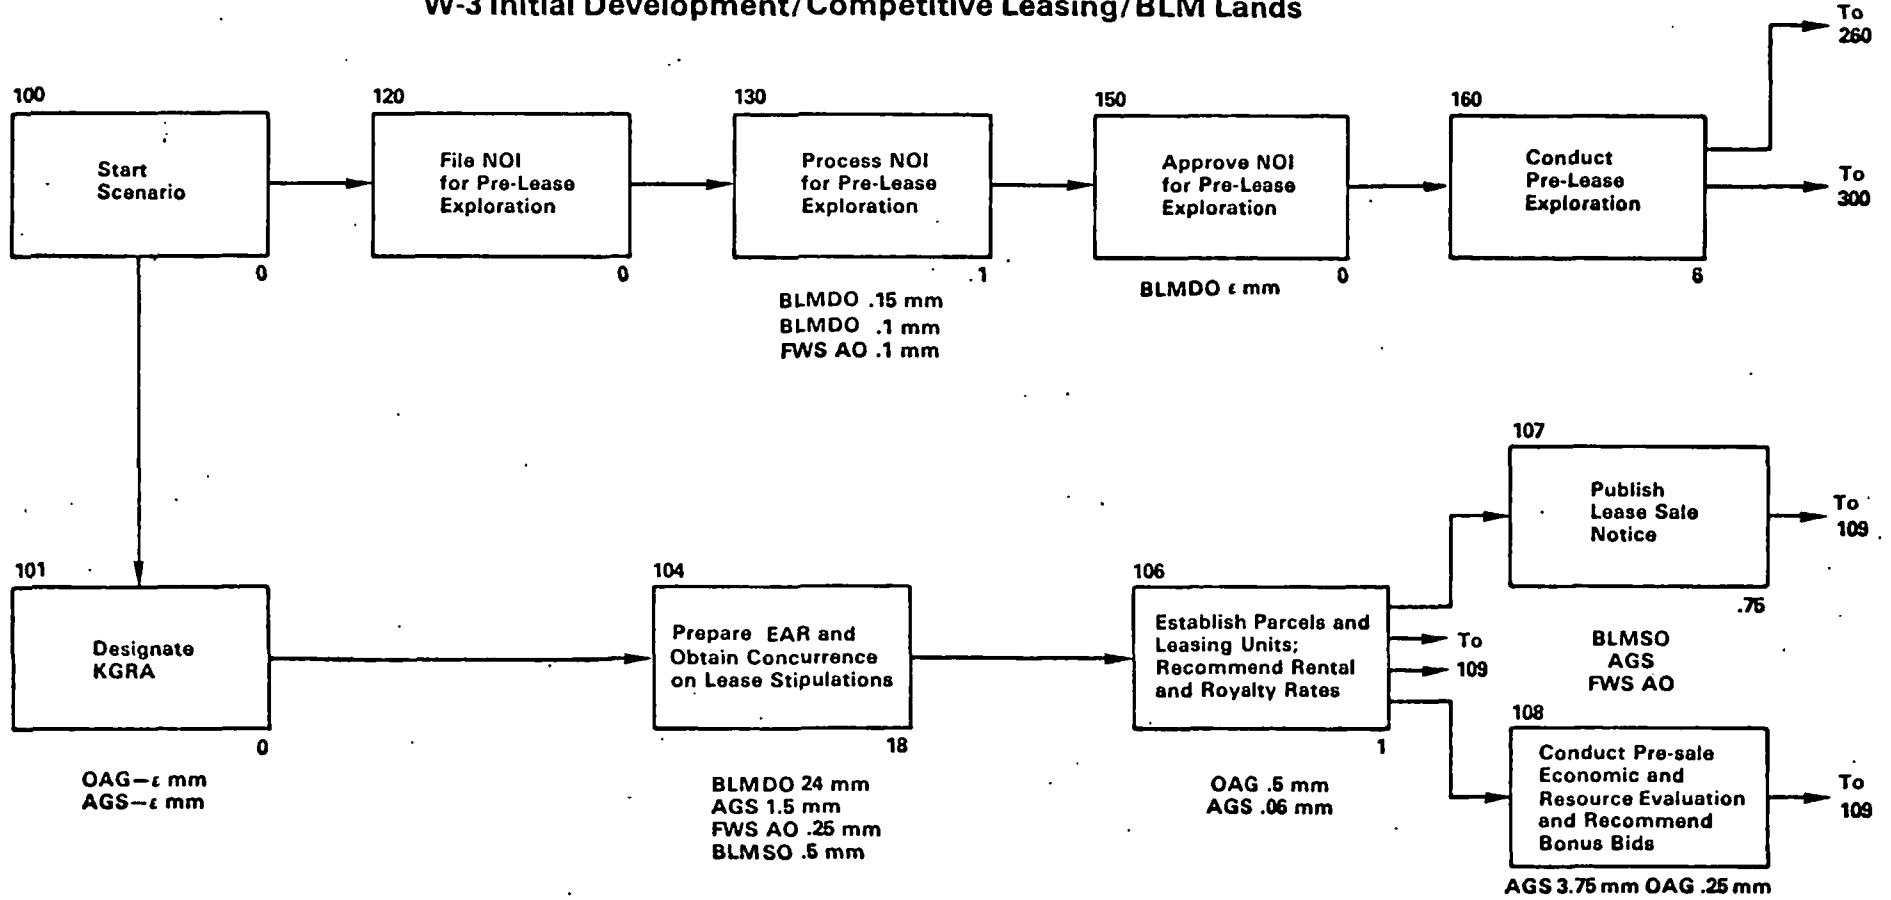 W-3 Initial Development/Competitive Leasing/BLM Lands
To
260
100
Start
Scenario
0
120
File NOI
for Pre-Lease
Exploration
0
130
Process NOI
for Pre-Lease
Exploration
.1
BLMDO .15 mm
BLMDO .1 mm
FWS AO .1 mm
150
Approve NOI
for Pre-Lease
Exploration
0
BLMDO ε mm
160
Conduct
Pre-Lease
Exploration
6
To
300
101
Designate
KGRA
0
OAG–ε mm
AGS–ε mm
104
Prepare EAR and
Obtain Concurrence
on Lease Stipulations
18
BLMDO 24 mm
AGS 1.5 mm
FWS AO .25 mm
BLMSO .5 mm
106
Establish Parcels and
Leasing Units;
Recommend Rental
and Royalty Rates
1
OAG .5 mm
AGS .06 mm
To
109
107
Publish
Lease Sale
Notice
.75
To
109
BLMSO
AGS
FWS AO
108
Conduct Pre-sale
Economic and
Resource Evaluation
and Recommend
Bonus Bids
To
109
AGS 3.75 mm OAG .25 mm